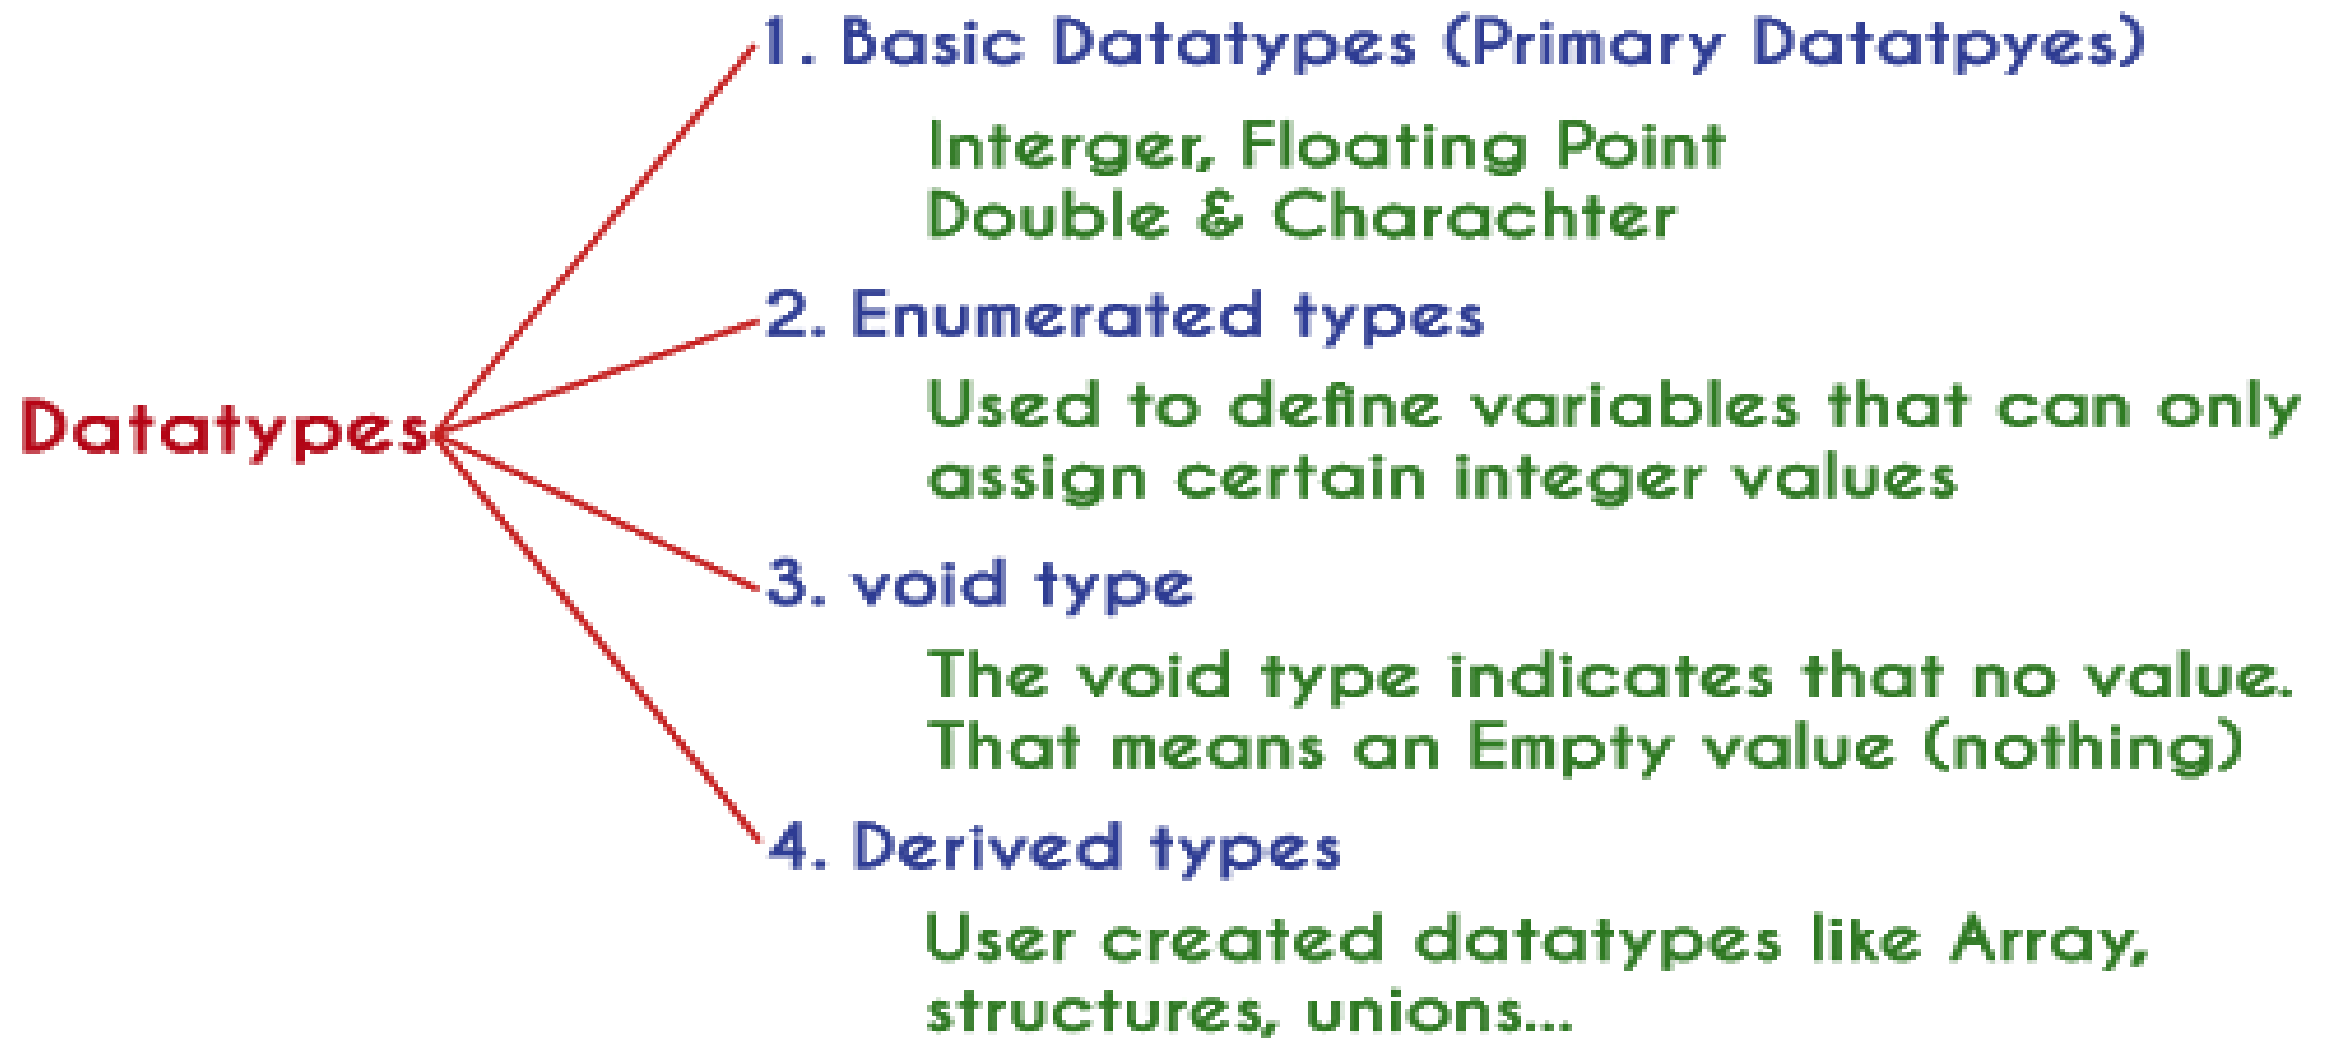 1. Basic Datatypes (Primary Datatpyes)
Interger, Floating Point
Double & Charachter
2. Enumerated types
Used to define variables that can only
assign certain integer values
Datatypes
3. void type
The void type indicates that no value.
That means an Empty value (nothing)
4. Derived types
User created datatypes like Array,
structures, unions...